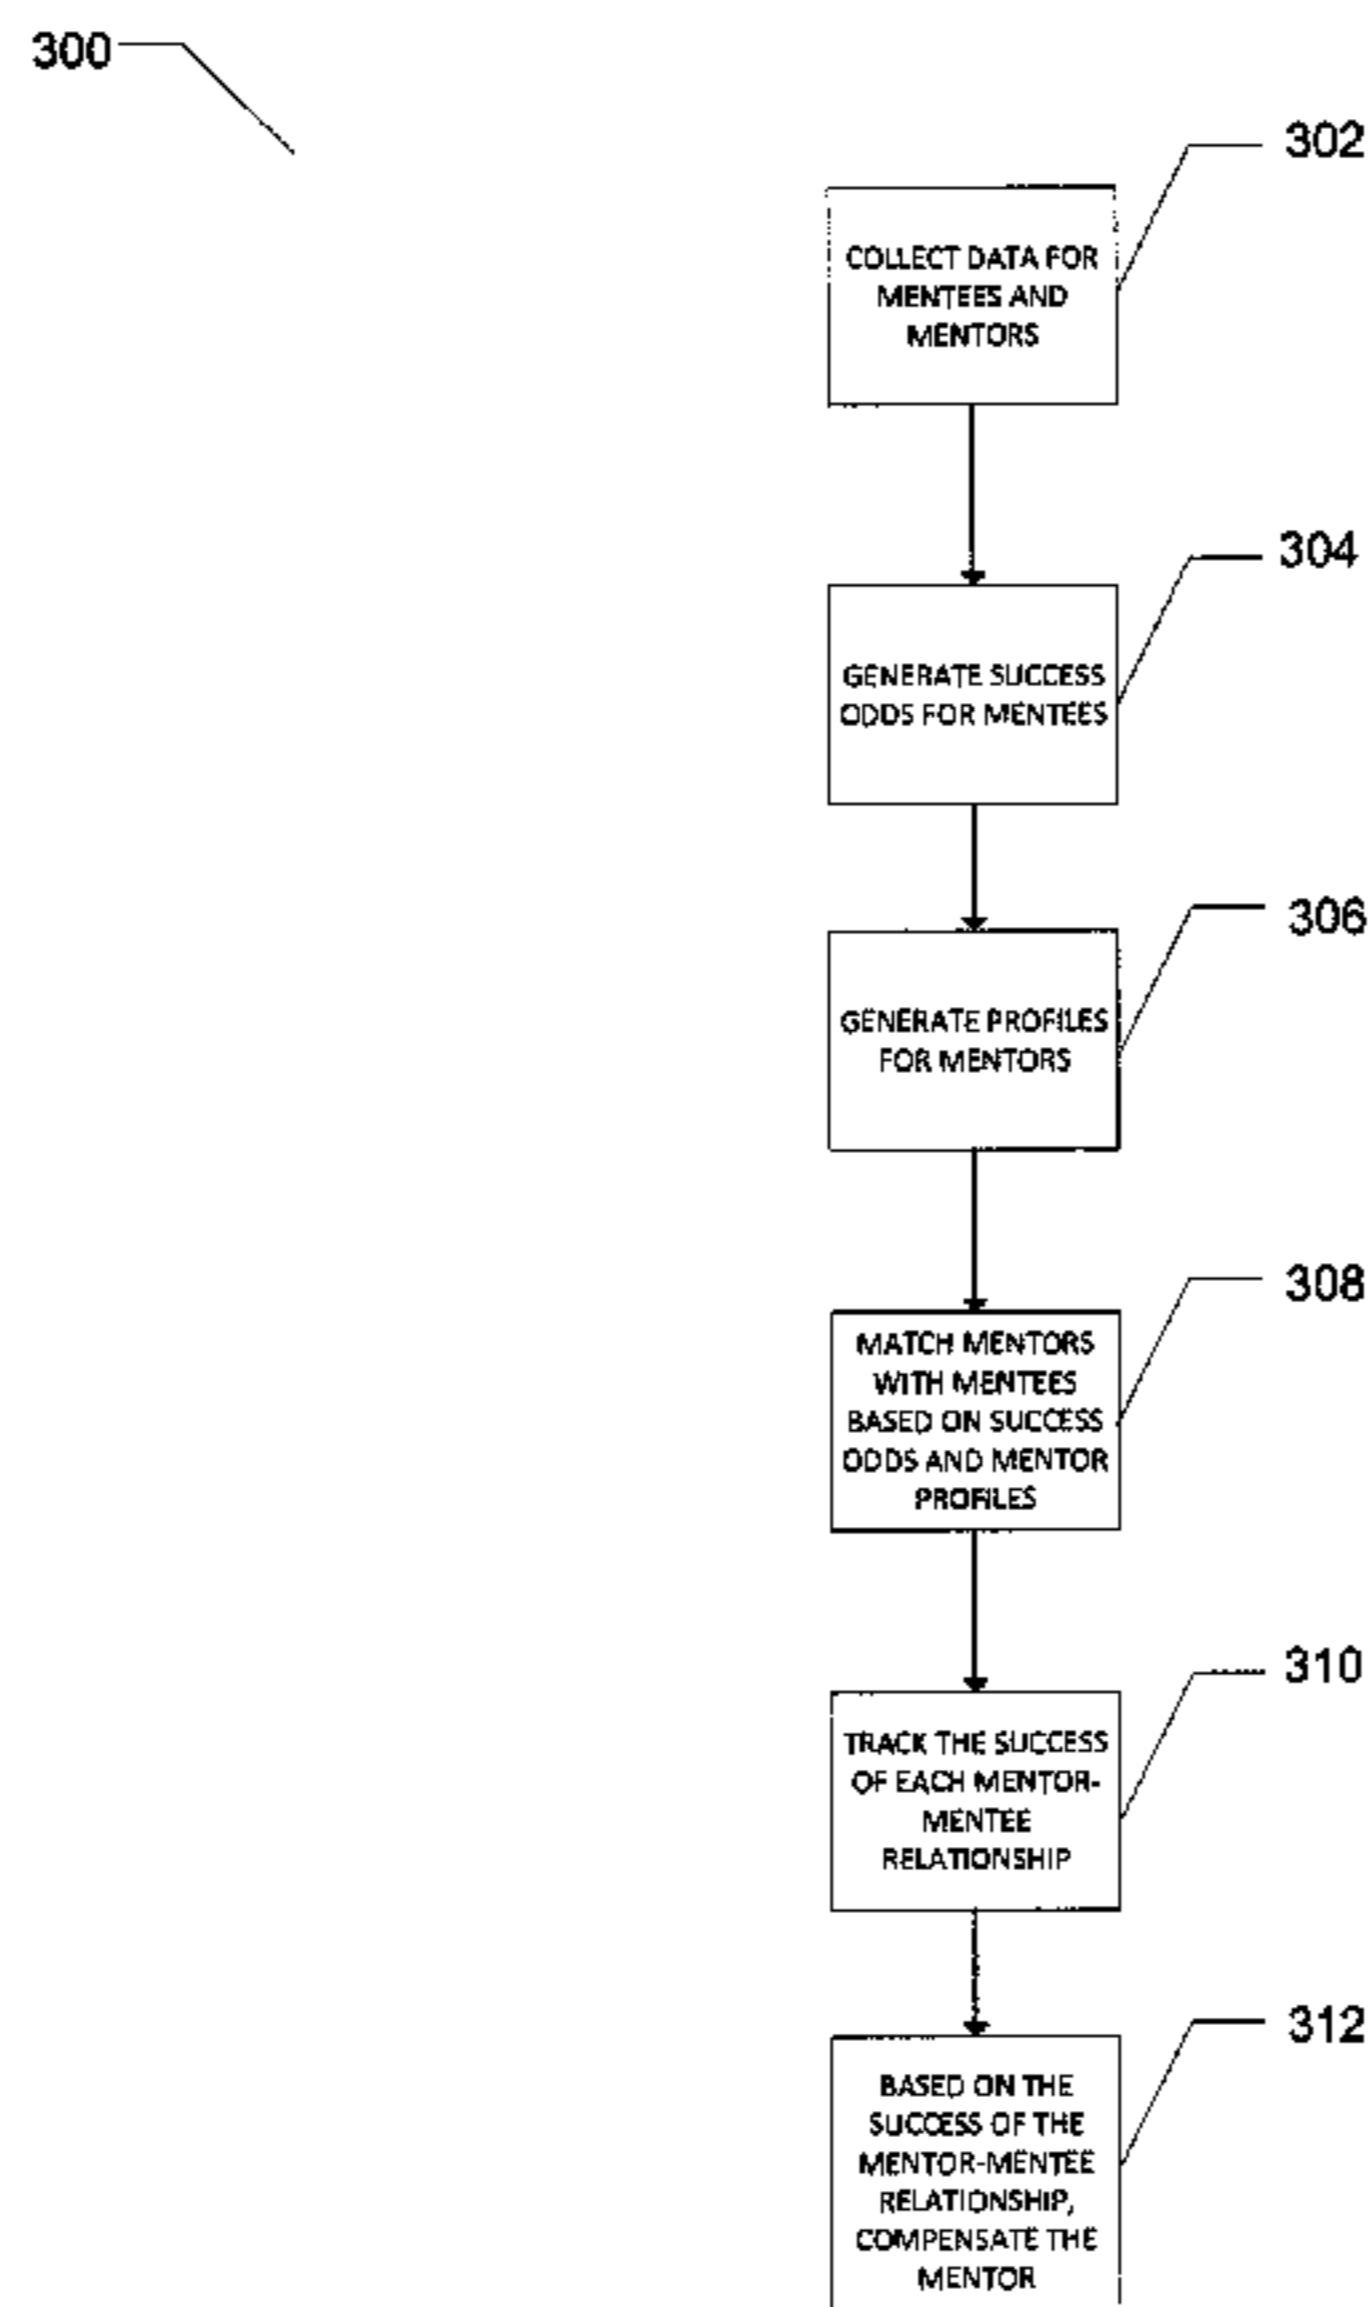 300
302
COLLECT DATA FOR
MENTEES AND
MENTORS
304
GENERATE SUCCESS
ODDS FOR MENTEES
306
GENERATE PROFILES
FOR MENTORS
308
MATCH MENTORS
WITH MENTEES
BASED ON SUCCESS
ODDS AND MENTOR
PROFILES
310
TRACK THE SUCCESS
OF EACH MENTOR-
MENTEE
RELATIONSHIP
312
BASED ON THE
SUCCESS OF THE
MENTOR-MENTEE
RELATIONSHIP,
COMPENSATE THE
MENTOR